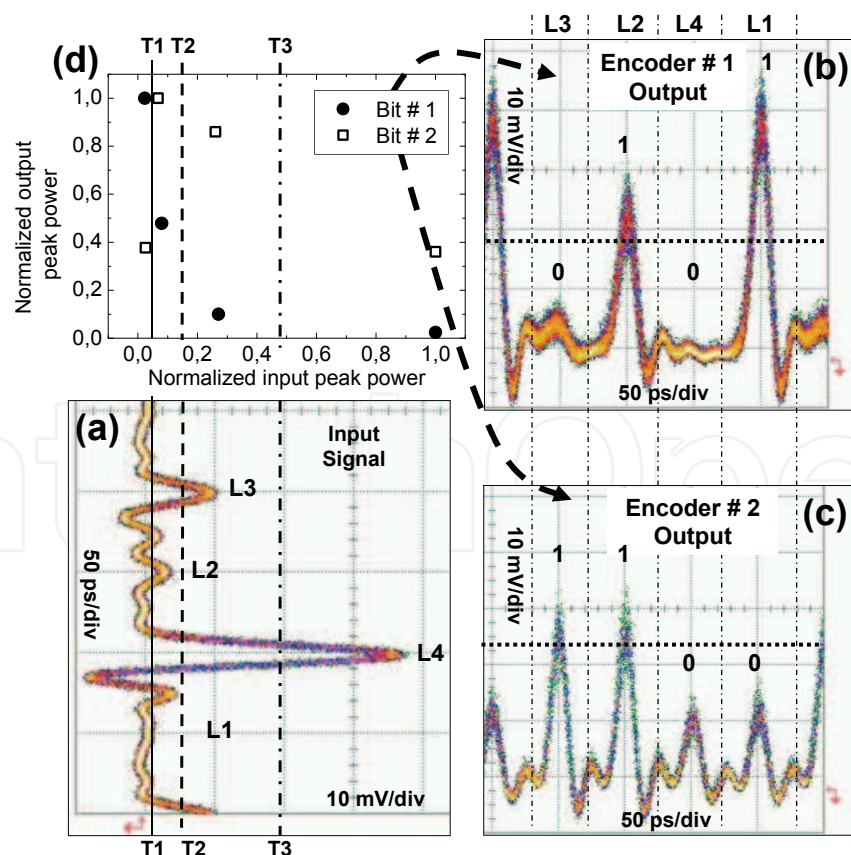 T1 T2 T3
L3 L2 L4 L1
(d)
Normalized output
peak power
1,0
0,8
0,6
0,4
0,2
0,0
Bit # 1
Bit # 2
0,0 0,2 0,4 0,6 0,8 1,0
Normalized input peak power
(b)
Encoder # 1
Output
10 mV/div
1
1
0
0
50 ps/div
(a)
Input
Signal
50 ps/div
L3
L2
L4
L1
10 mV/div
T1 T2 T3
(c)
Encoder # 2
Output
10 mV/div
1 1
0 0
50 ps/div